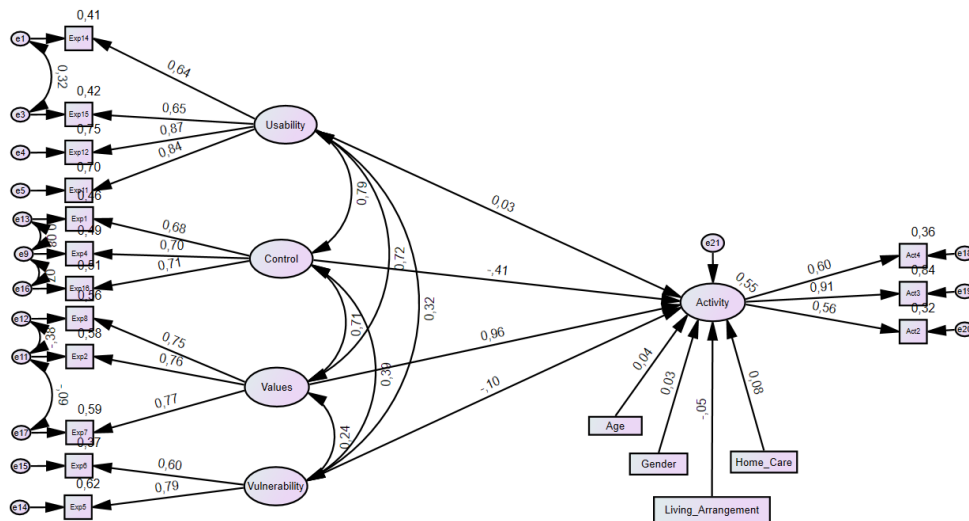 0,41
e1
Exp14
0,32
0,64
0,42
e3
Exp15
0,65
0,75
e4
Exp12
0,87
Usability
0,70
e5
Exp11
0,84
0,46
e13
Exp1
0,68
0,79
0,03
0,49
e9
Exp4
0,70
Control
0,72
-,41
e21
0,36
Act4
e18
0,51
e16
Exp16
0,71
0,32
0,55
0,60
0,64
Act3
e19
0,91
Activity
0,56
e12
Exp8
0,75
0,71
0,96
0,56
0,32
Act2
e20
-,38
0,58
e11
Exp2
0,76
0,39
Values
-,09
0,77
0,24
-,10
0,04
0,03
-,05
0,08
0,59
e17
Exp7
Age
0,37
e15
Exp6
0,60
Gender
Home_Care
0,62
e14
Exp5
0,79
Vulnerability
Living_Arrangement